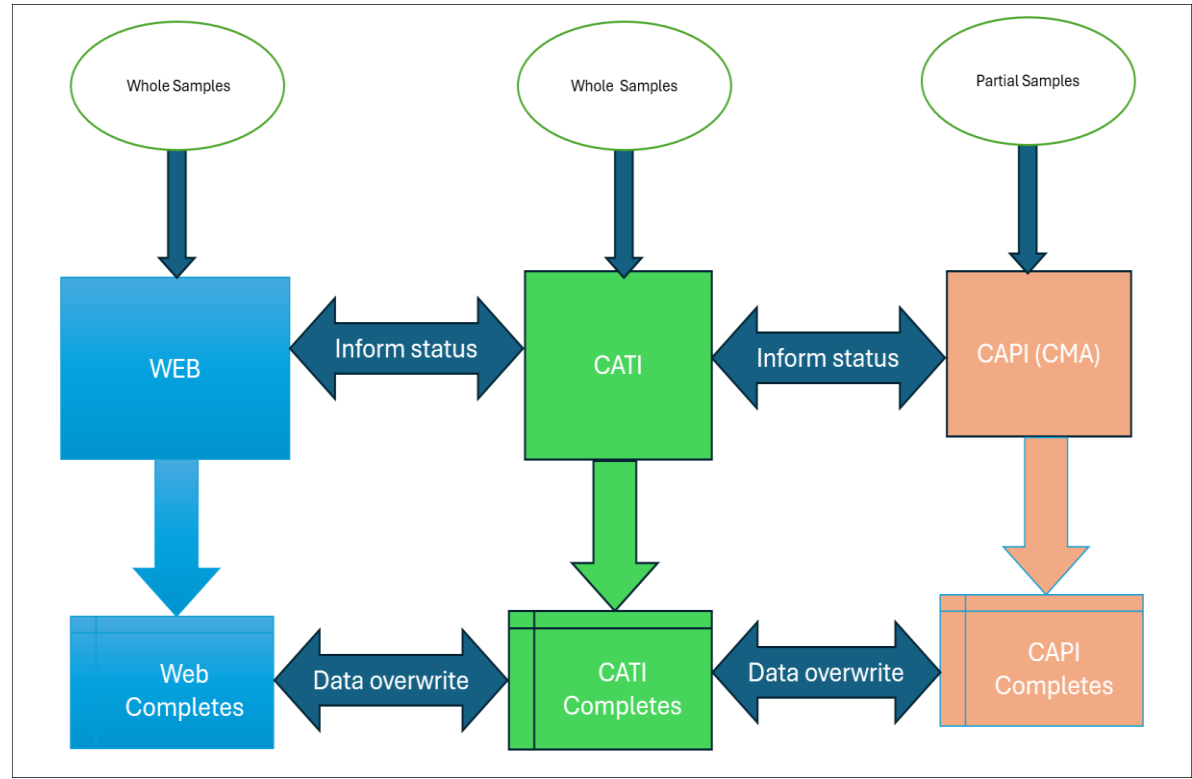 Whole Samples
Whole Samples
Partial Samples
WEB
Inform status
CATI
Inform status
CAPI (CMA)
Web
Completes
Data overwrite
CATI
Completes
Data overwrite
CAPI
Completes